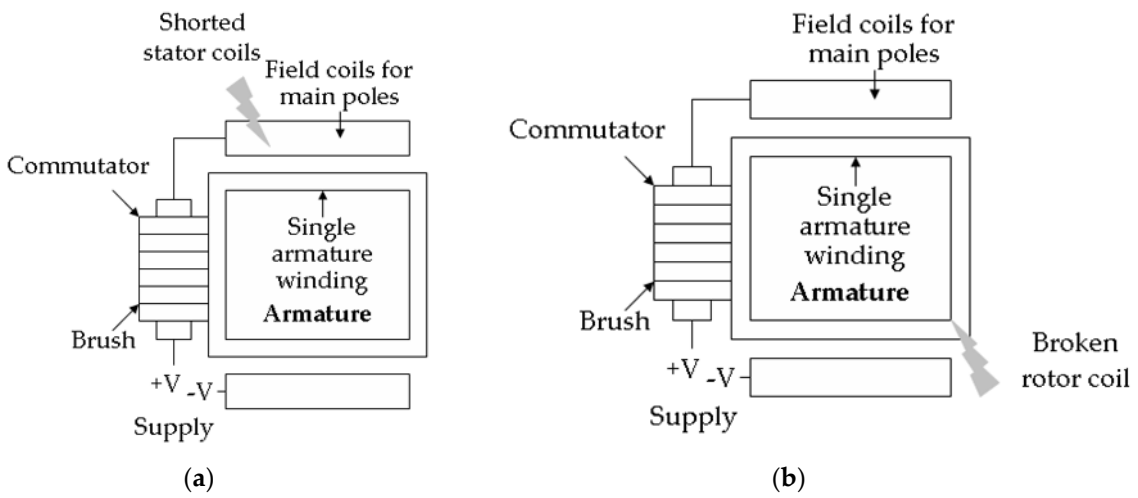 Shorted
stator coils
Field coils for
main poles
Commutator
Single
armature
winding
Armature
Brush
+V
-V
Supply
(a)
Field coils for
main poles
Commutator
Single
armature
winding
Armature
Brush
+V
-V
Supply
Broken
rotor coil
(b)